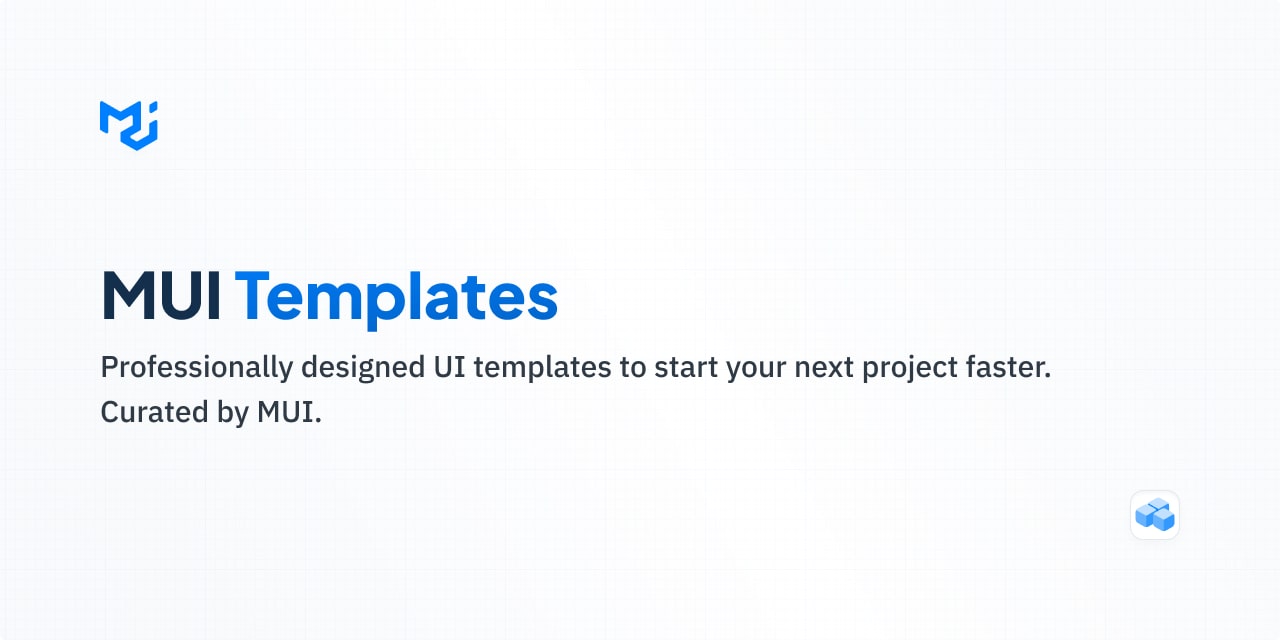 MUI Templates
Professionally designed UI templates to start your next project faster.
Curated by MUI.